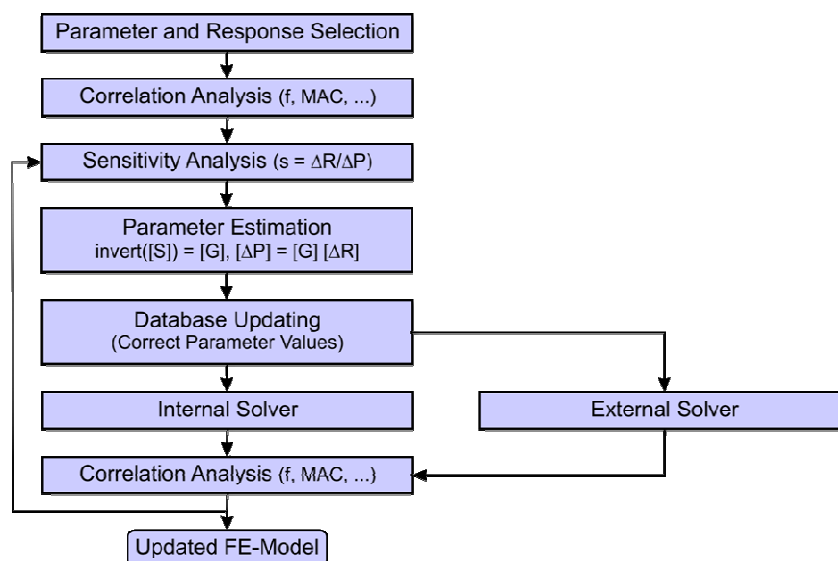 Parameter and Response Selection
Correlation Analysis (f, MAC, ...)
Sensitivity Analysis (s = ΔR/ΔP)
Parameter Estimation
invert([S]) = [G], [ΔP] = [G] [ΔR]
Database Updating
(Correct Parameter Values)
Internal Solver
External Solver
Correlation Analysis (f, MAC, ...)
Updated FE-Model